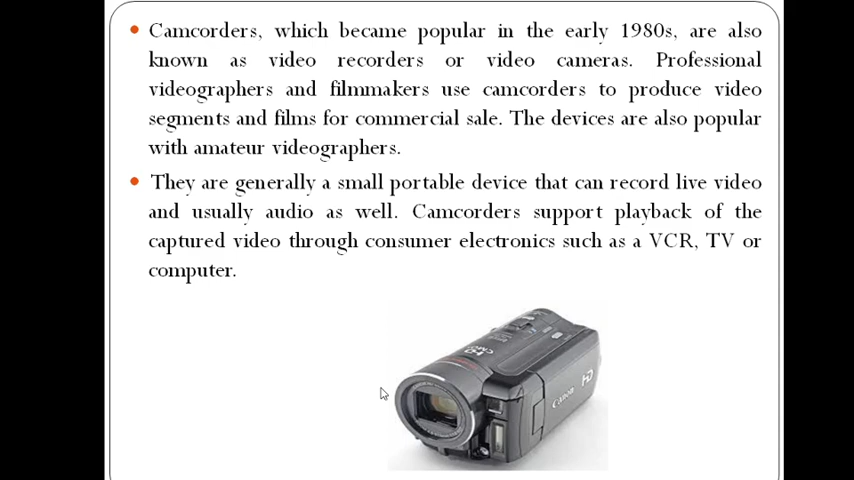 Camcorders, which became popular in the early 1980s, are also
known as video recorders or video cameras. Professional
videographers and filmmakers use camcorders to produce video
segments and films for commercial sale. The devices are also popular
with amateur videographers.
They are generally a small portable device that can record live video
and usually audio as well. Camcorders support playback of the
captured video through consumer electronics such as a VCR, TV or
computer.
Canon HD